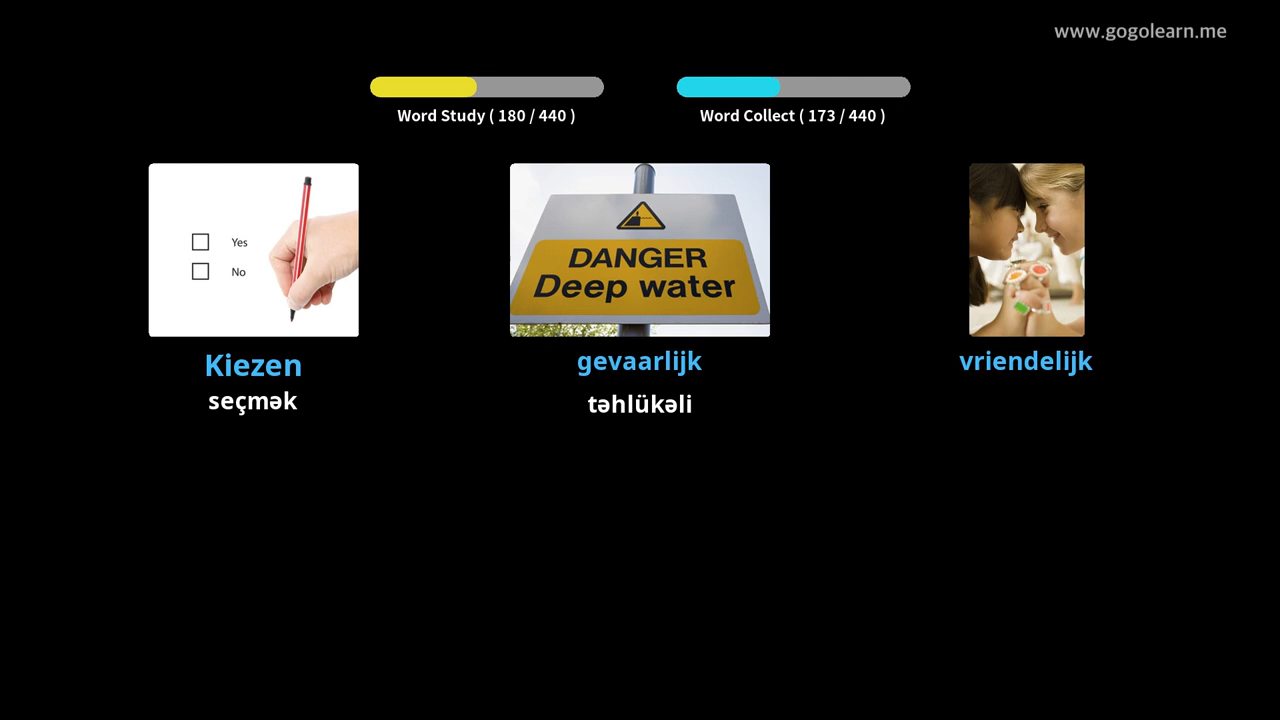 www.gogolearn.me
Word Study ( 180 / 440 )
Word Collect ( 173 / 440 )
Yes
No
DANGER
Deep water
Kiezen
seçmək
gevaarlijk
təhlükəli
vriendelijk